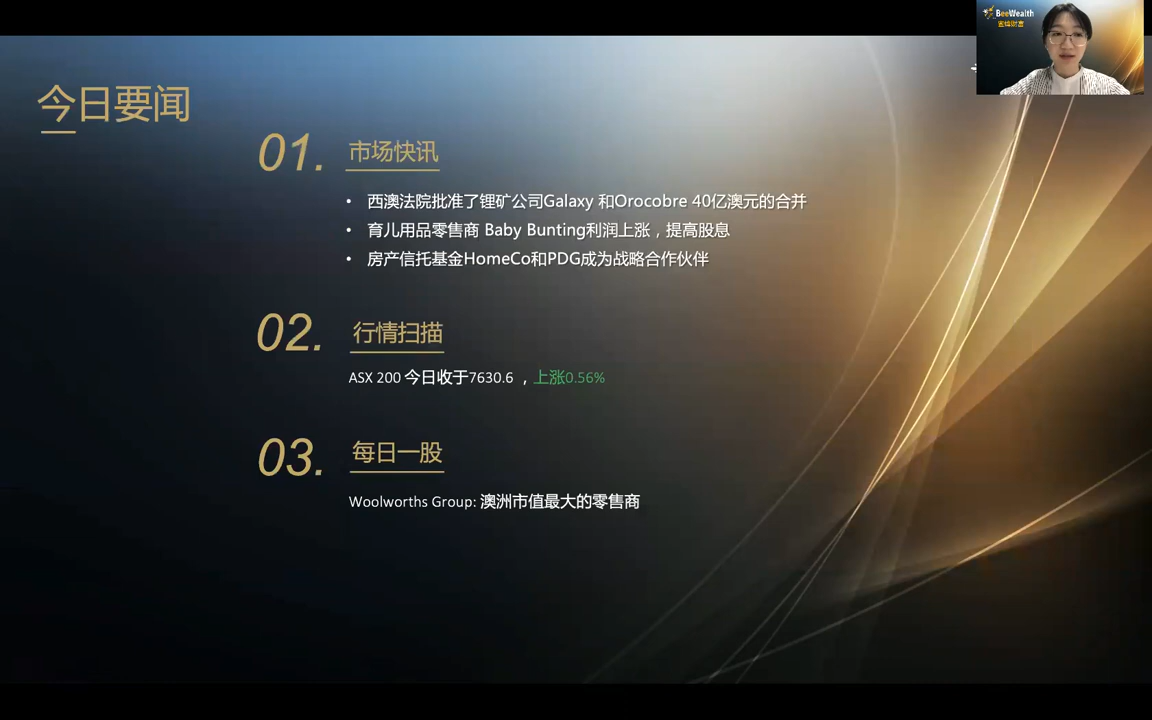 BeeWealth
蜜蜂财富
今日要闻
01. 市场快讯
• 西澳法院批准了锂矿公司Galaxy 和Orocobre 40亿澳元的合并
• 育儿用品零售商 Baby Bunting利润上涨，提高股息
• 房产信托基金HomeCo和PDG成为战略合作伙伴
02. 行情扫描
ASX 200 今日收于7630.6 ，上涨0.56%
03. 每日一股
Woolworths Group: 澳洲市值最大的零售商